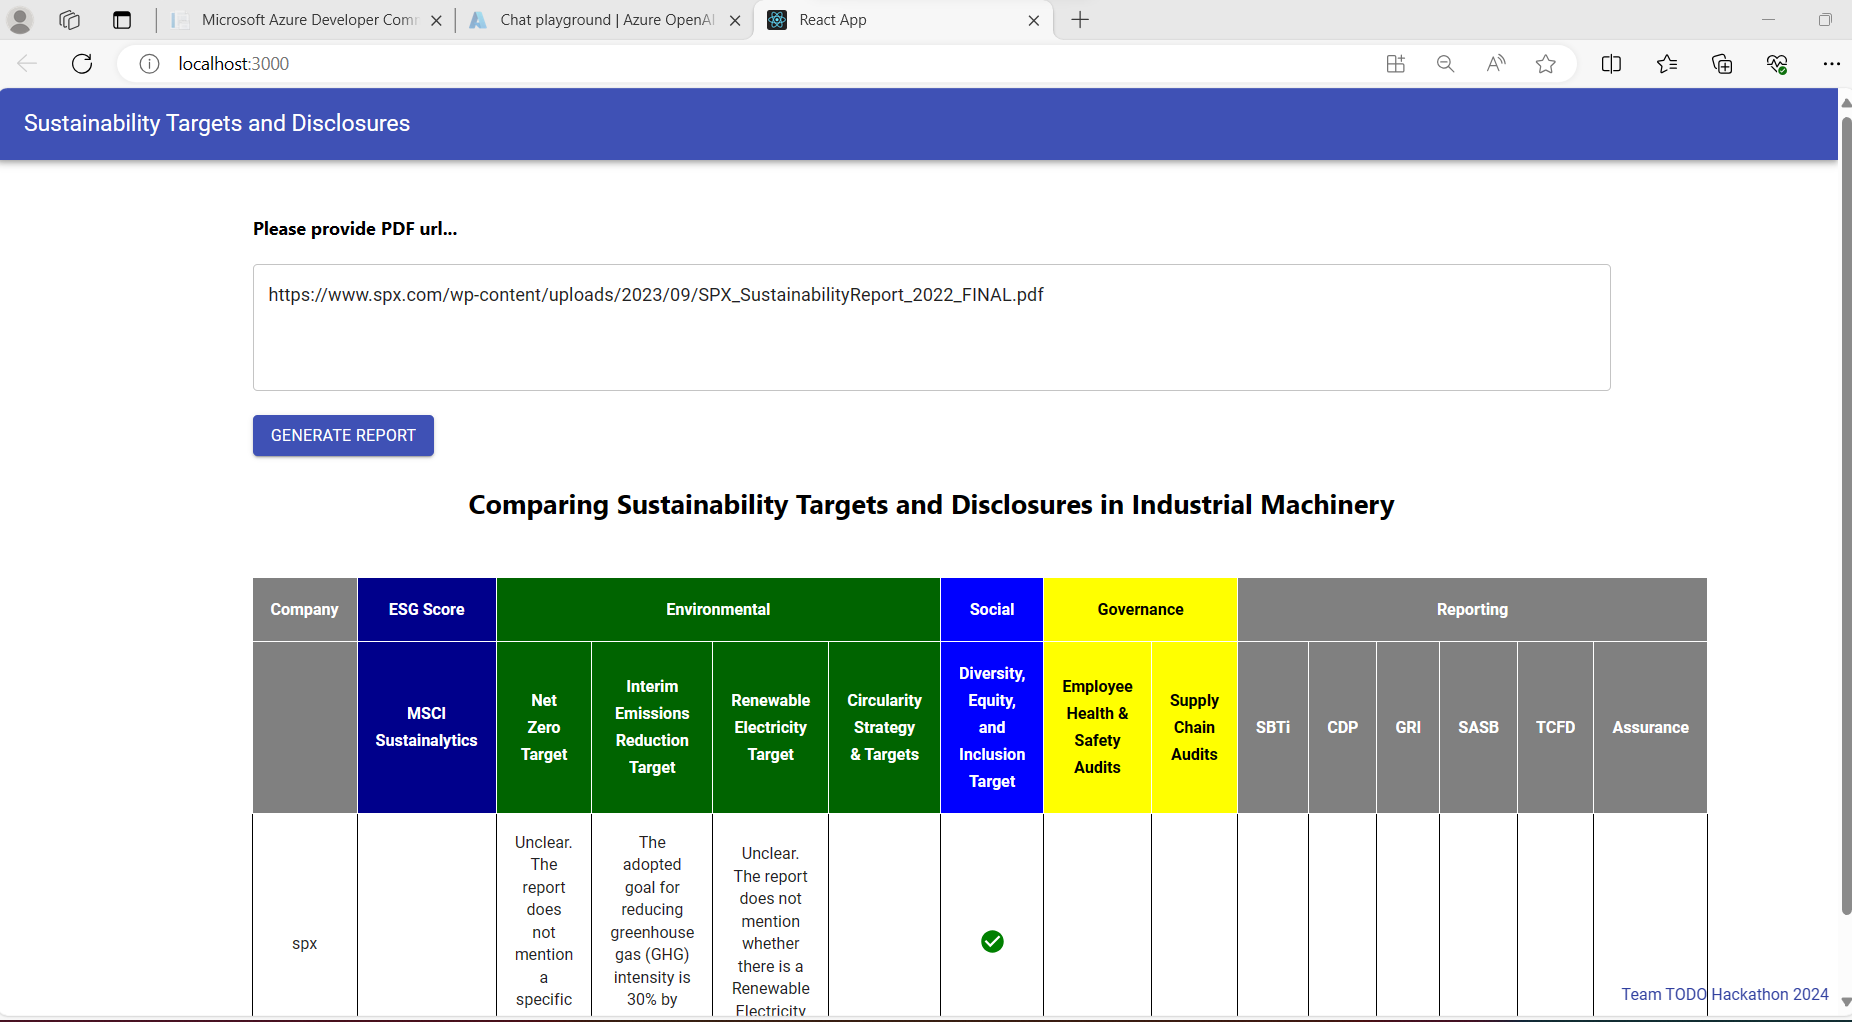 Microsoft Azure Developer Com
Chat playground | Azure OpenAI
React App
localhost:3000
Sustainability Targets and Disclosures
Please provide PDF url...
https://www.spx.com/wp-content/uploads/2023/09/SPX_SustainabilityReport_2022_FINAL.pdf
GENERATE REPORT
Comparing Sustainability Targets and Disclosures in Industrial Machinery
Company
ESG Score
Environmental
Social
Governance
Reporting
MSCI
Sustainalytics
Net
Zero
Target
Interim
Emissions
Reduction
Target
Renewable
Electricity
Target
Circularity
Strategy
& Targets
Diversity,
Equity,
and
Inclusion
Target
Employee
Health &
Safety
Audits
Supply
Chain
Audits
SBTi
CDP
GRI
SASB
TCFD
Assurance
spx
Unclear.
The
report
does
not
mention
a
specific
The
adopted
goal for
reducing
greenhouse
gas (GHG)
intensity is
30% by
Unclear.
The report
does not
mention
whether
there is a
Renewable
Electricity
Team TODO Hackathon 2024